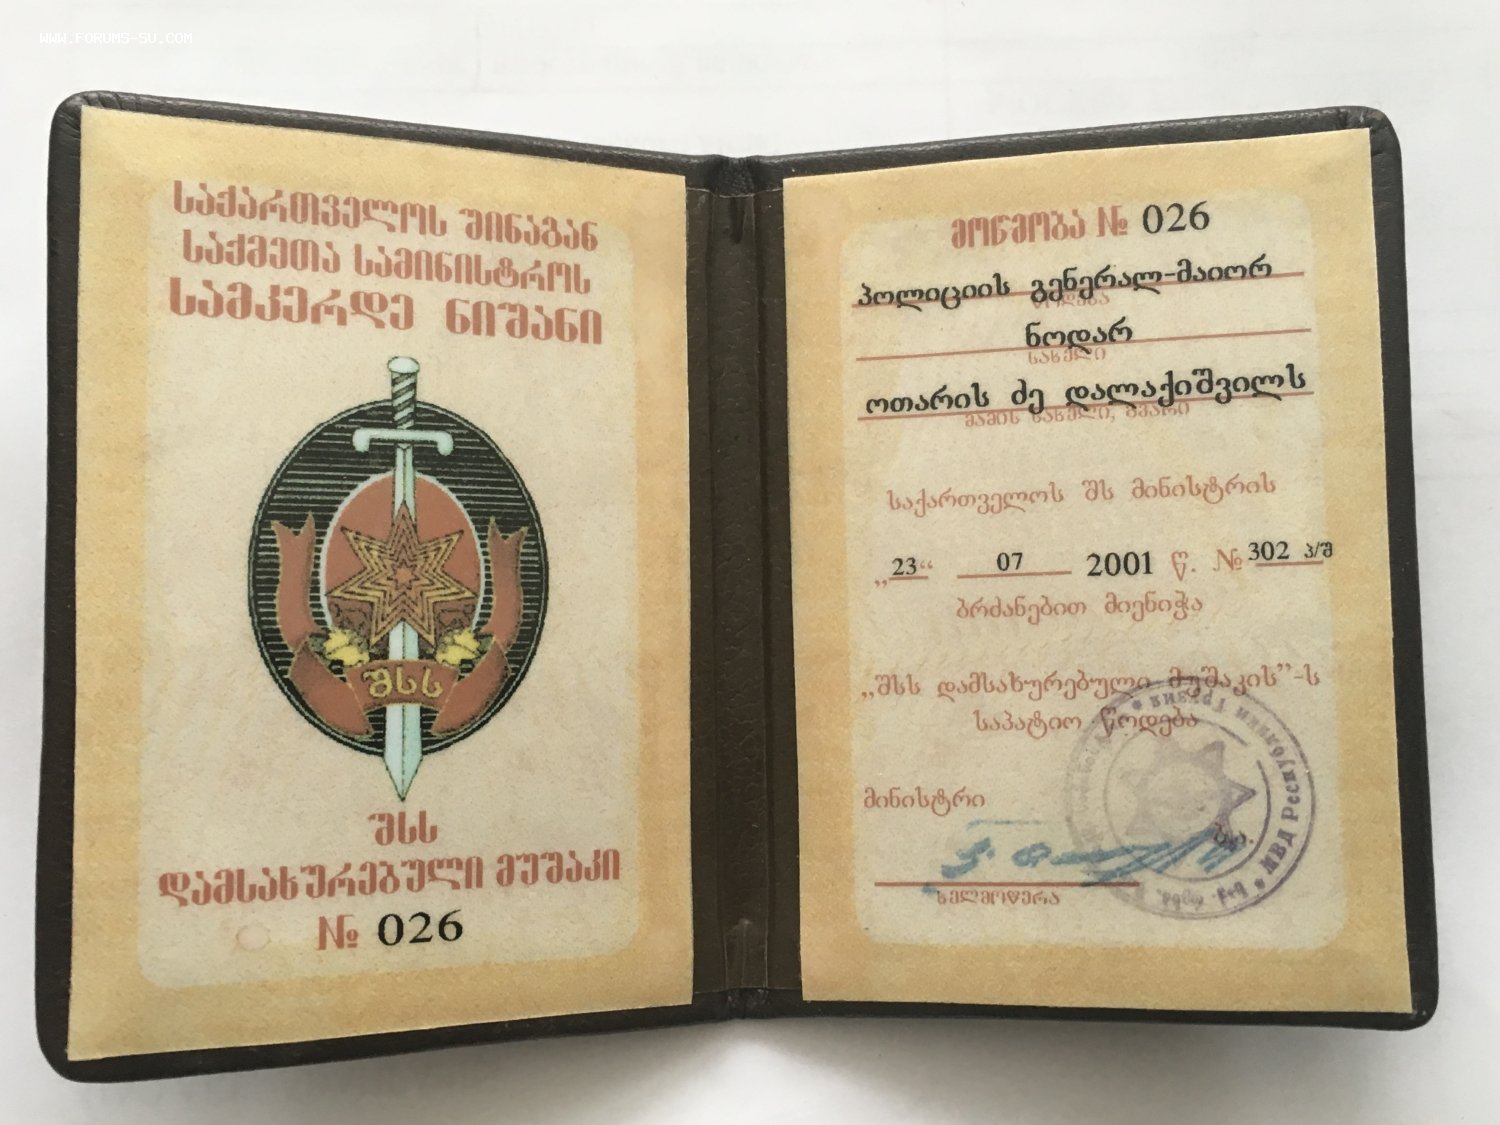 WWW.FORUMS-SU.COM
საქართველოს შინაგან
საქმეთა სამინისტროს
სამკერდე ნიშანი
შსს
შსს
დამსახურებული მუშაკი
№ 026
მოწმობა № 026
პოლიციის გენერალ-მაიორ
წოდება
ნოდარ
სახელი
ოთარის ძე დალაქიშვილს
მამის სახელი, გვარი
საქართველოს შს მინისტრის
„23“ 07 2001 წ. № 302 პ/შ
ბრძანებით მიენიჭა
„შსს დამსახურებული მუშაკის”-ს
საპატიო წოდება
მინისტრი
ხელმოწერა
МВД Республики Грузия